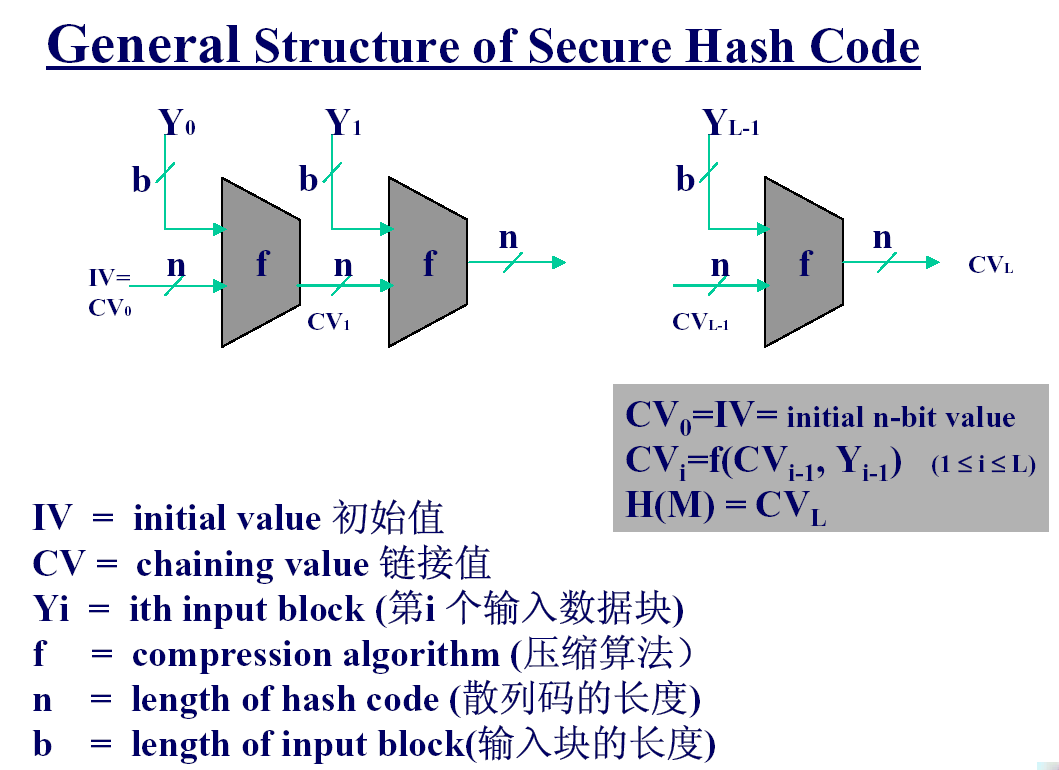 General Structure of Secure Hash Code
Y0 Y1 YL-1
b b b
n n
n f n f n f
IV=
CV0
CV1 CVL-1 CVL
CV0=IV= initial n-bit value
CVi=f(CVi-1, Yi-1) (1 ≤ i ≤ L)
H(M) = CVL
IV = initial value 初始值
CV = chaining value 链接值
Yi = ith input block (第i 个输入数据块)
f = compression algorithm (压缩算法）
n = length of hash code (散列码的长度)
b = length of input block(输入块的长度)